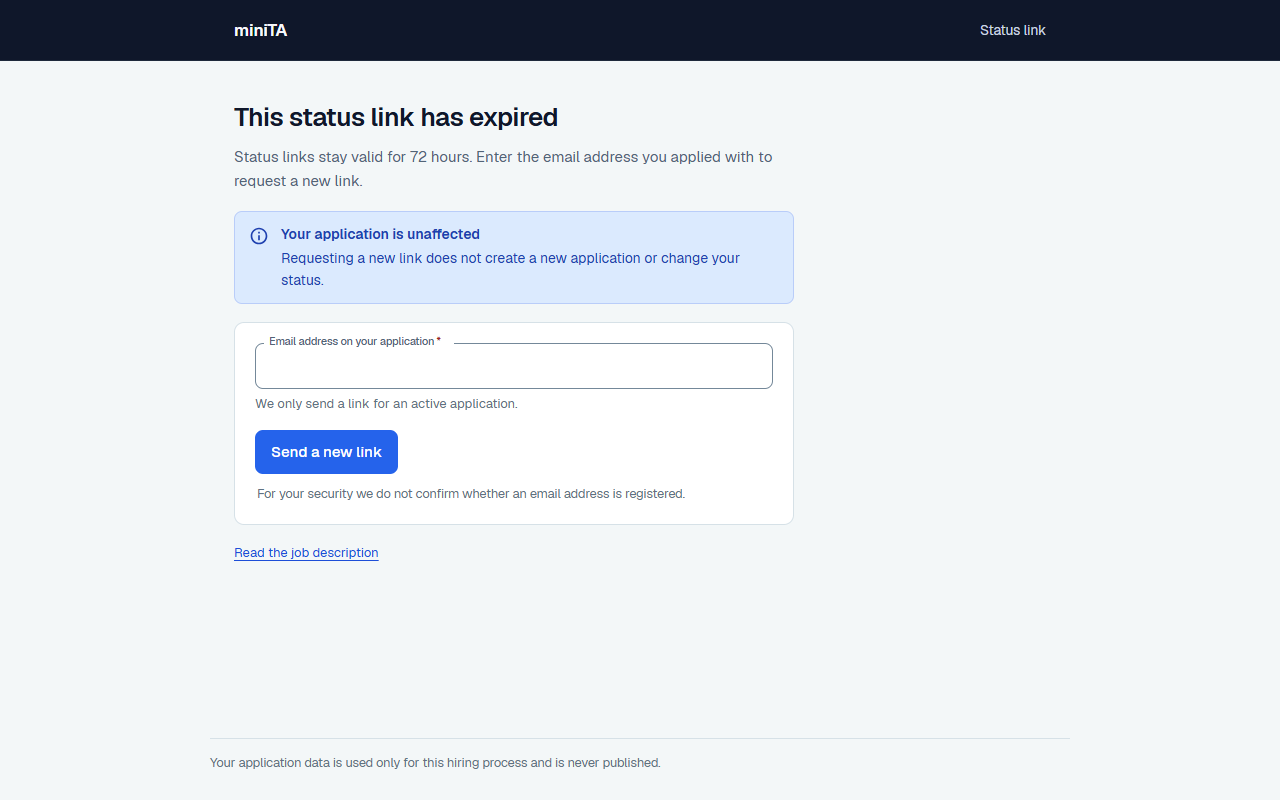 miniTA
Status link
This status link has expired
Status links stay valid for 72 hours. Enter the email address you applied with to
request a new link.
Your application is unaffected
Requesting a new link does not create a new application or change your
status.
Email address on your application *
We only send a link for an active application.
Send a new link
For your security we do not confirm whether an email address is registered.
Read the job description
Your application data is used only for this hiring process and is never published.